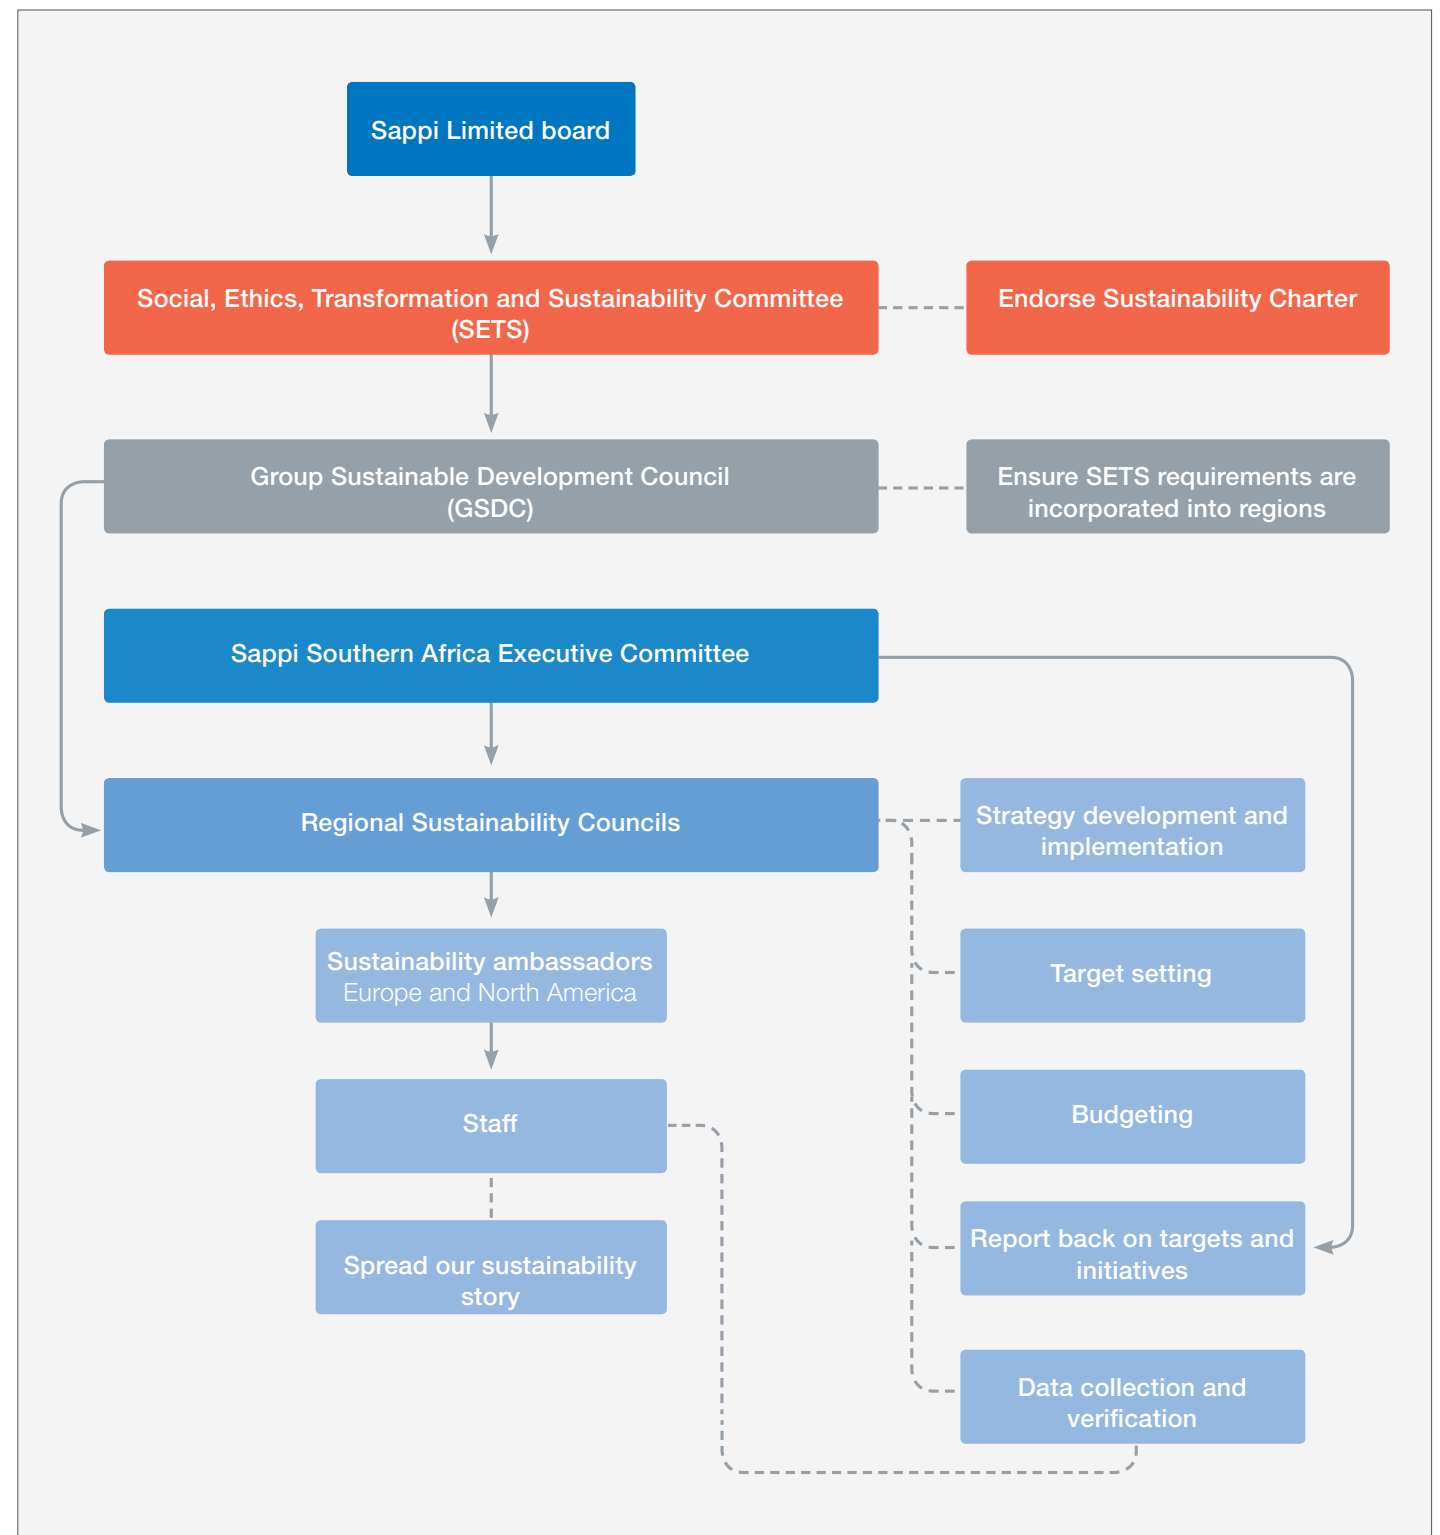 Sappi Limited board
Social, Ethics, Transformation and Sustainability Committee
(SETS)
Endorse Sustainability Charter
Group Sustainable Development Council
(GSDC)
Ensure SETS requirements are
incorporated into regions
Sappi Southern Africa Executive Committee
Regional Sustainability Councils
Strategy development and
implementation
Sustainability ambassadors
Europe and North America
Target setting
Staff
Budgeting
Spread our sustainability
story
Report back on targets and
initiatives
Data collection and
verification